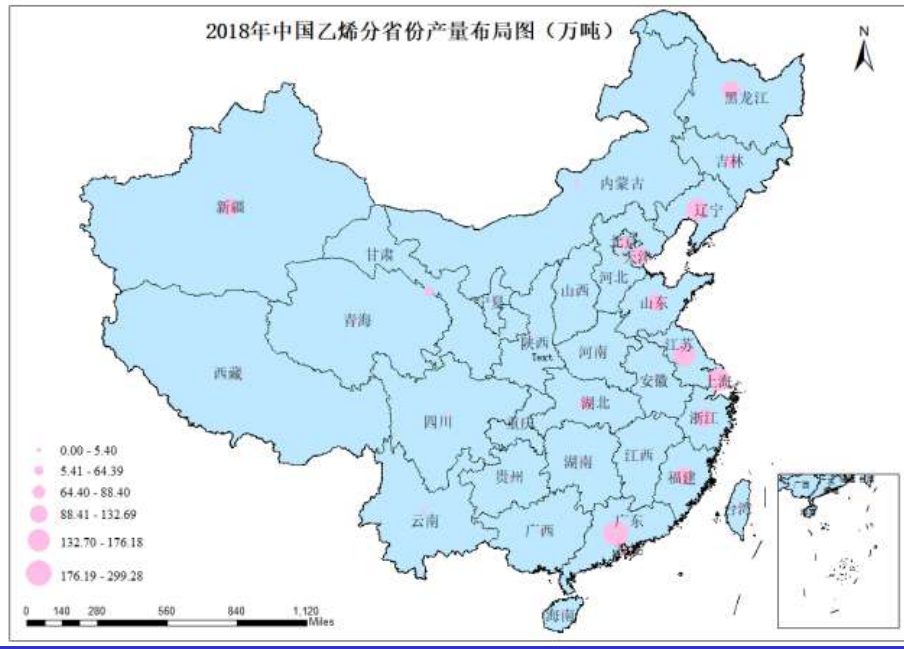 2018年中国乙烯分省份产量布局图（万吨）
N
黑龙江
吉林
内蒙古
辽宁
新疆
北京
天津
甘肃
河北
宁夏
山西
山东
青海
陕西
Text
河南
江苏
西藏
安徽
上海
湖北
四川
重庆
浙江
湖南
江西
贵州
福建
云南
广西
广东
台湾
海南
0.00 - 5.40
5.41 - 64.39
64.40 - 88.40
88.41 - 132.69
132.70 - 176.18
176.19 - 299.28
0 140 280 560 840 1,120
Miles